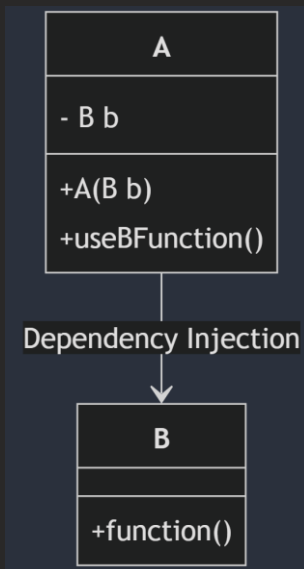 A
- B b
+A(B b)
+useBFunction()
Dependency Injection
B
+function()